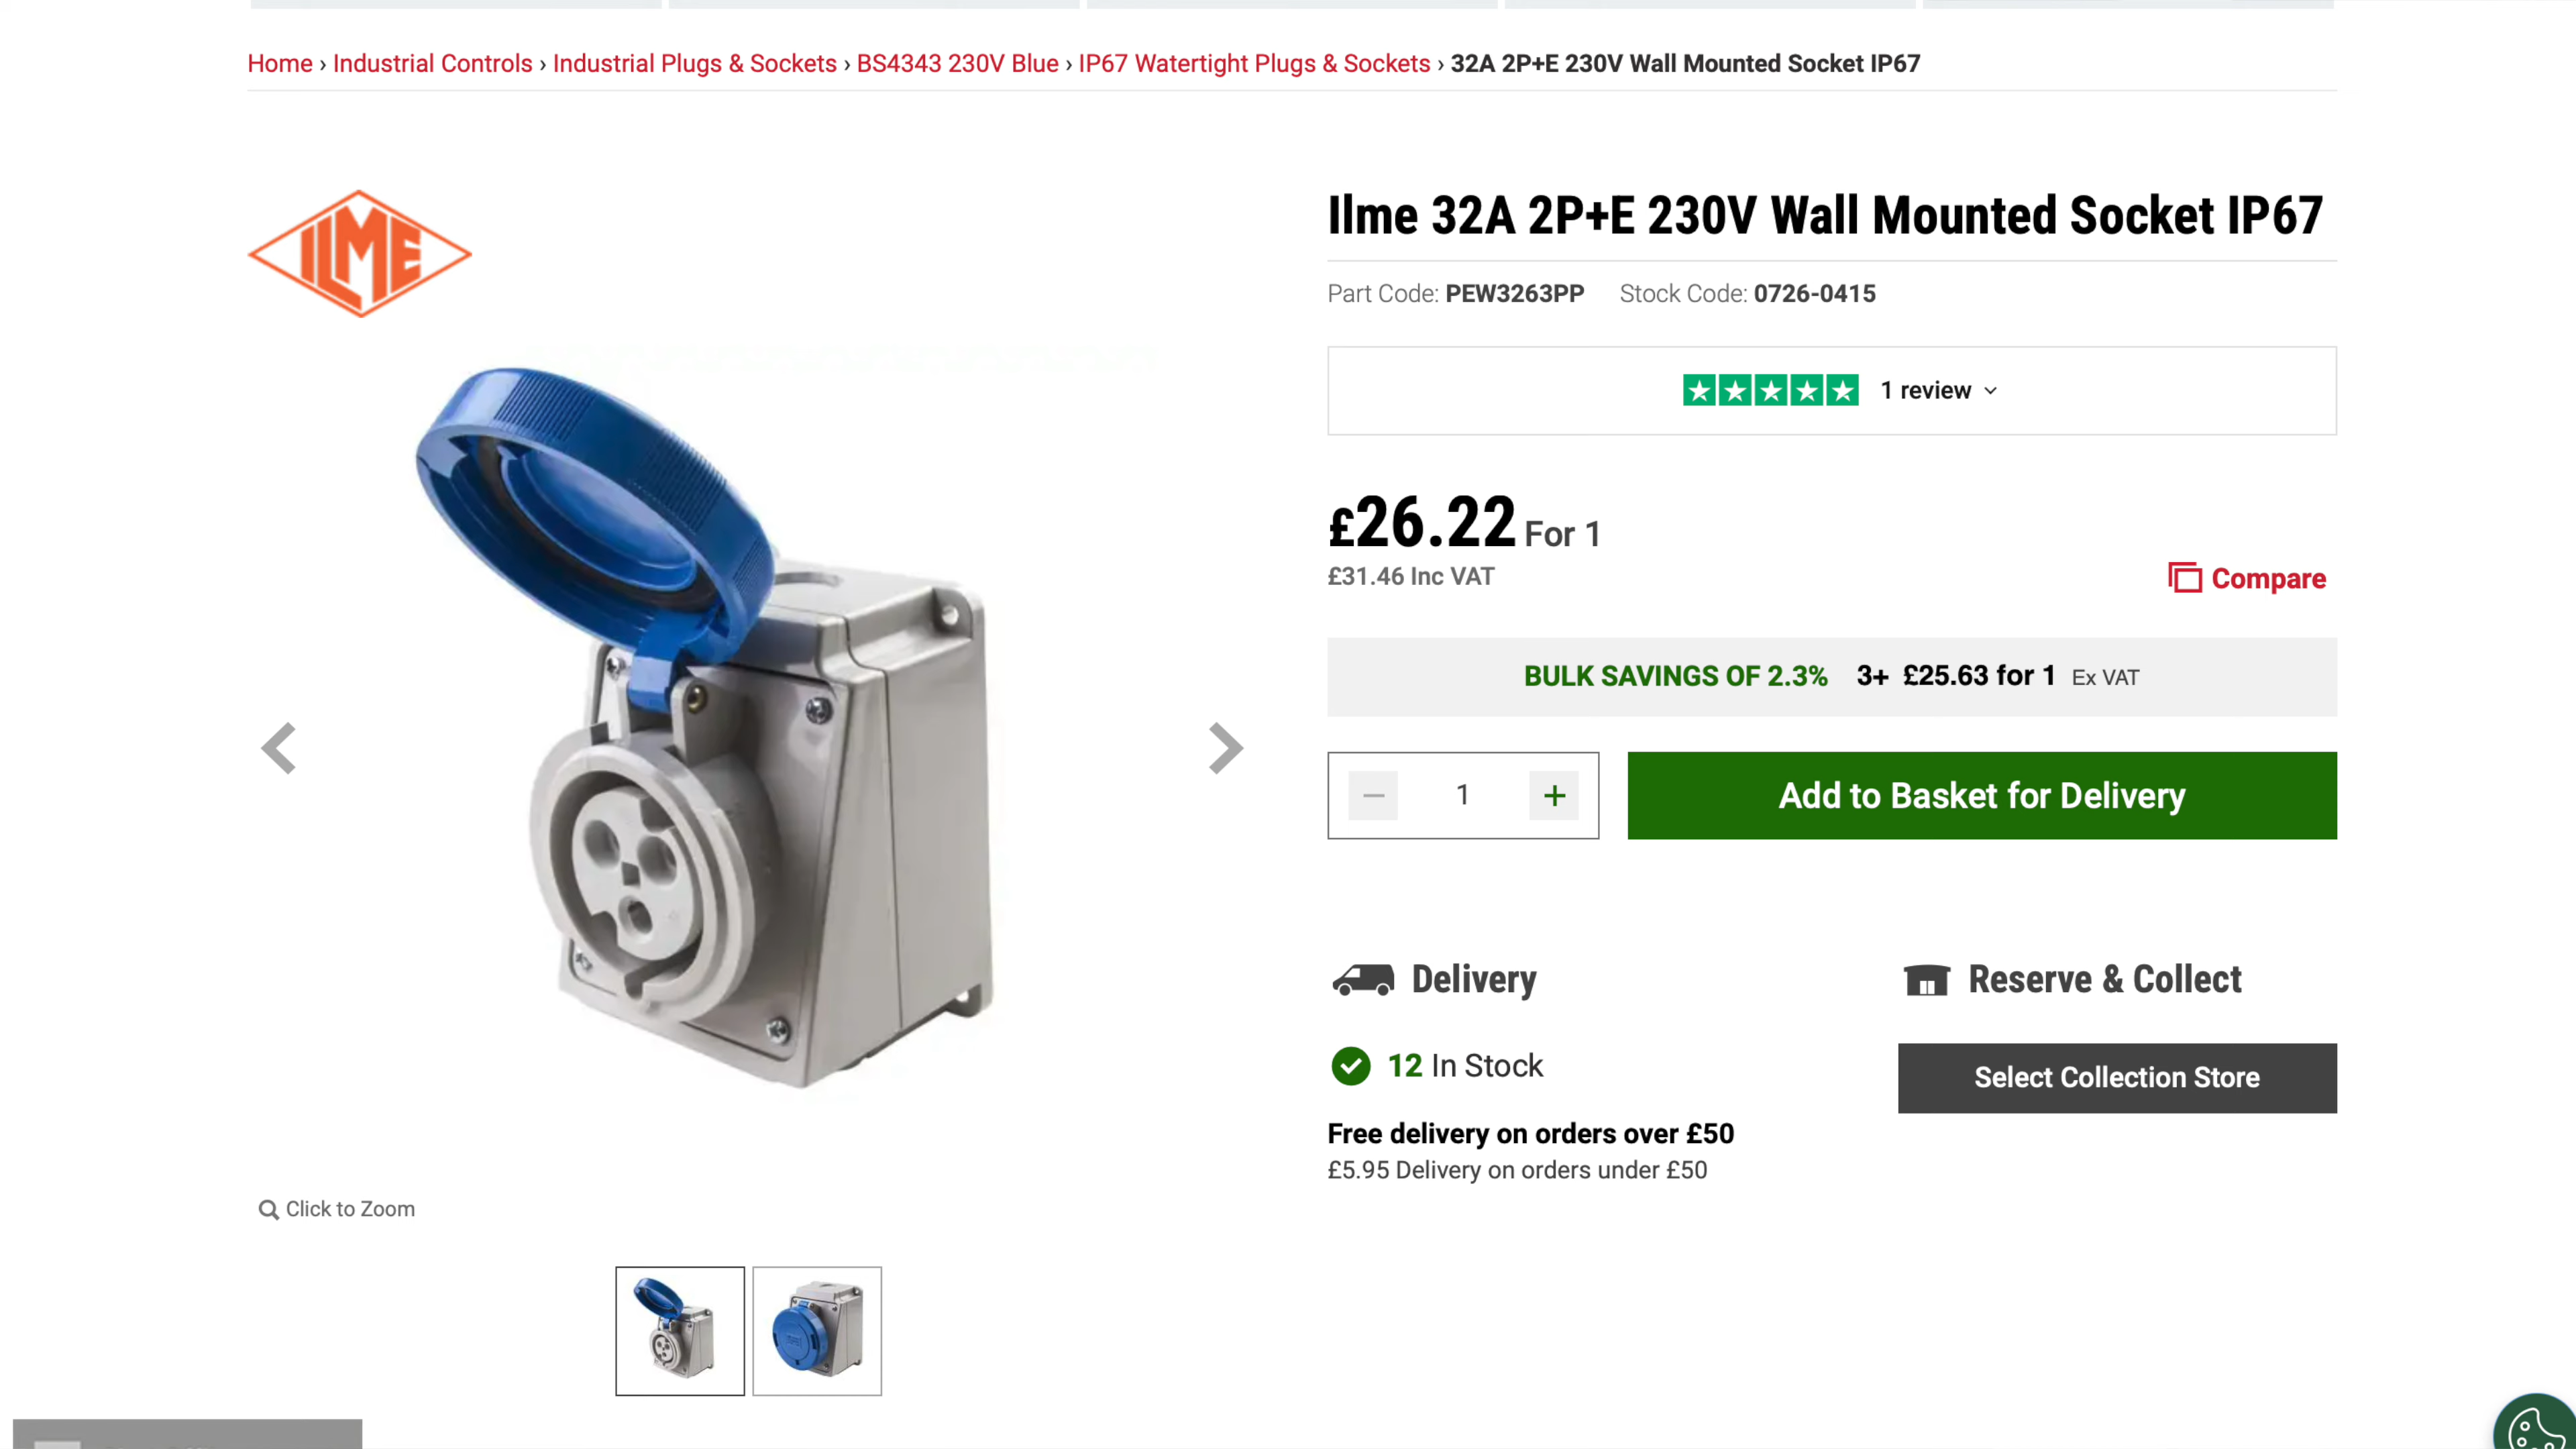 Home › Industrial Controls › Industrial Plugs & Sockets › BS4343 230V Blue › IP67 Watertight Plugs & Sockets › 32A 2P+E 230V Wall Mounted Socket IP67
ILME
Ilme 32A 2P+E 230V Wall Mounted Socket IP67
Part Code: PEW3263PP Stock Code: 0726-0415
1 review
£26.22 For 1
£31.46 Inc VAT
Compare
BULK SAVINGS OF 2.3% 3+ £25.63 for 1 Ex VAT
1
Add to Basket for Delivery
Delivery
Reserve & Collect
12 In Stock
Select Collection Store
Free delivery on orders over £50
£5.95 Delivery on orders under £50
Click to Zoom